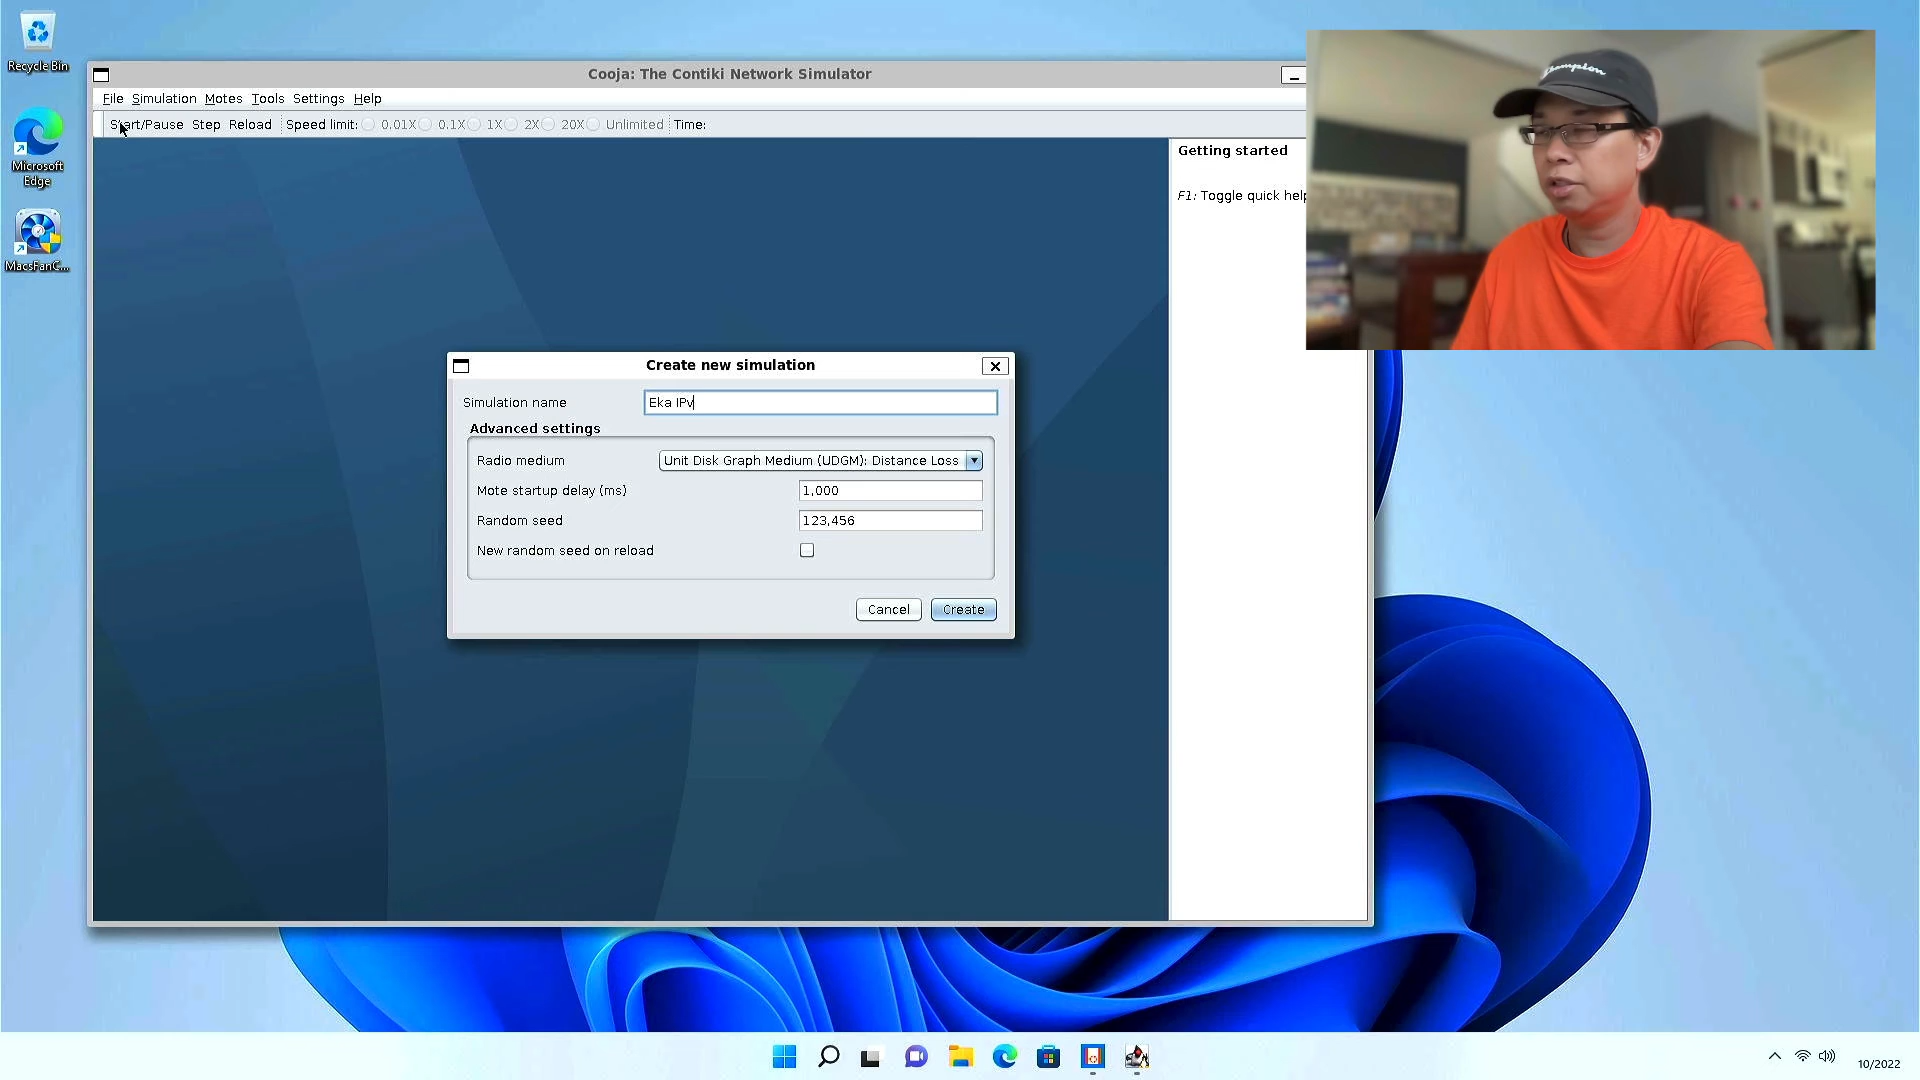 Recycle Bin
Microsoft
Edge
MacsFanC...
Cooja: The Contiki Network Simulator
File Simulation Motes Tools Settings Help
Start/Pause Step Reload Speed limit: 0.01X 0.1X 1X 2X 20X Unlimited Time:
Getting started
F1: Toggle quick help
Champion
Create new simulation
Simulation name Eka IPv
Advanced settings
Radio medium Unit Disk Graph Medium (UDGM): Distance Loss
Mote startup delay (ms) 1,000
Random seed 123,456
New random seed on reload
Cancel Create
10/2022